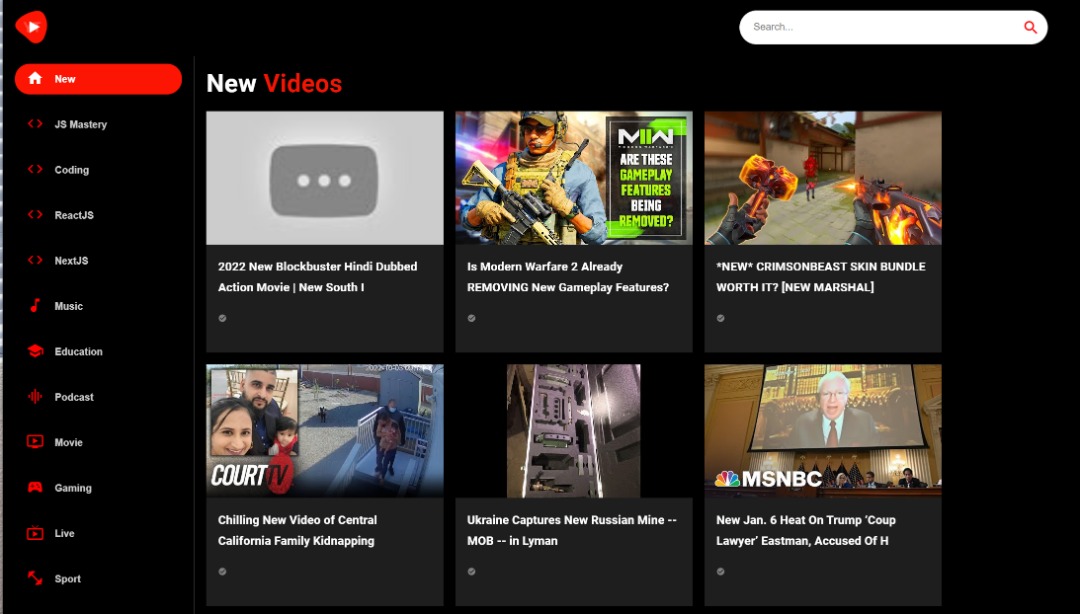 Search...
New
JS Mastery
Coding
ReactJS
NextJS
Music
Education
Podcast
Movie
Gaming
Live
Sport
New Videos
MWII
ARE THESE
GAMEPLAY
FEATURES
BEING
REMOVED?
2022 New Blockbuster Hindi Dubbed
Action Movie | New South I
Is Modern Warfare 2 Already
REMOVING New Gameplay Features?
*NEW* CRIMSONBEAST SKIN BUNDLE
WORTH IT? [NEW MARSHAL]
COURT TV
MSNBC
Chilling New Video of Central
California Family Kidnapping
Ukraine Captures New Russian Mine --
MOB -- in Lyman
New Jan. 6 Heat On Trump ‘Coup
Lawyer’ Eastman, Accused Of H